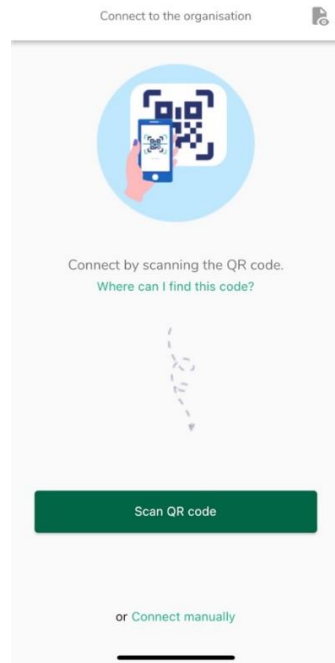 Connect to the organisation
Connect by scanning the QR code.
Where can I find this code?
Scan QR code
or Connect manually